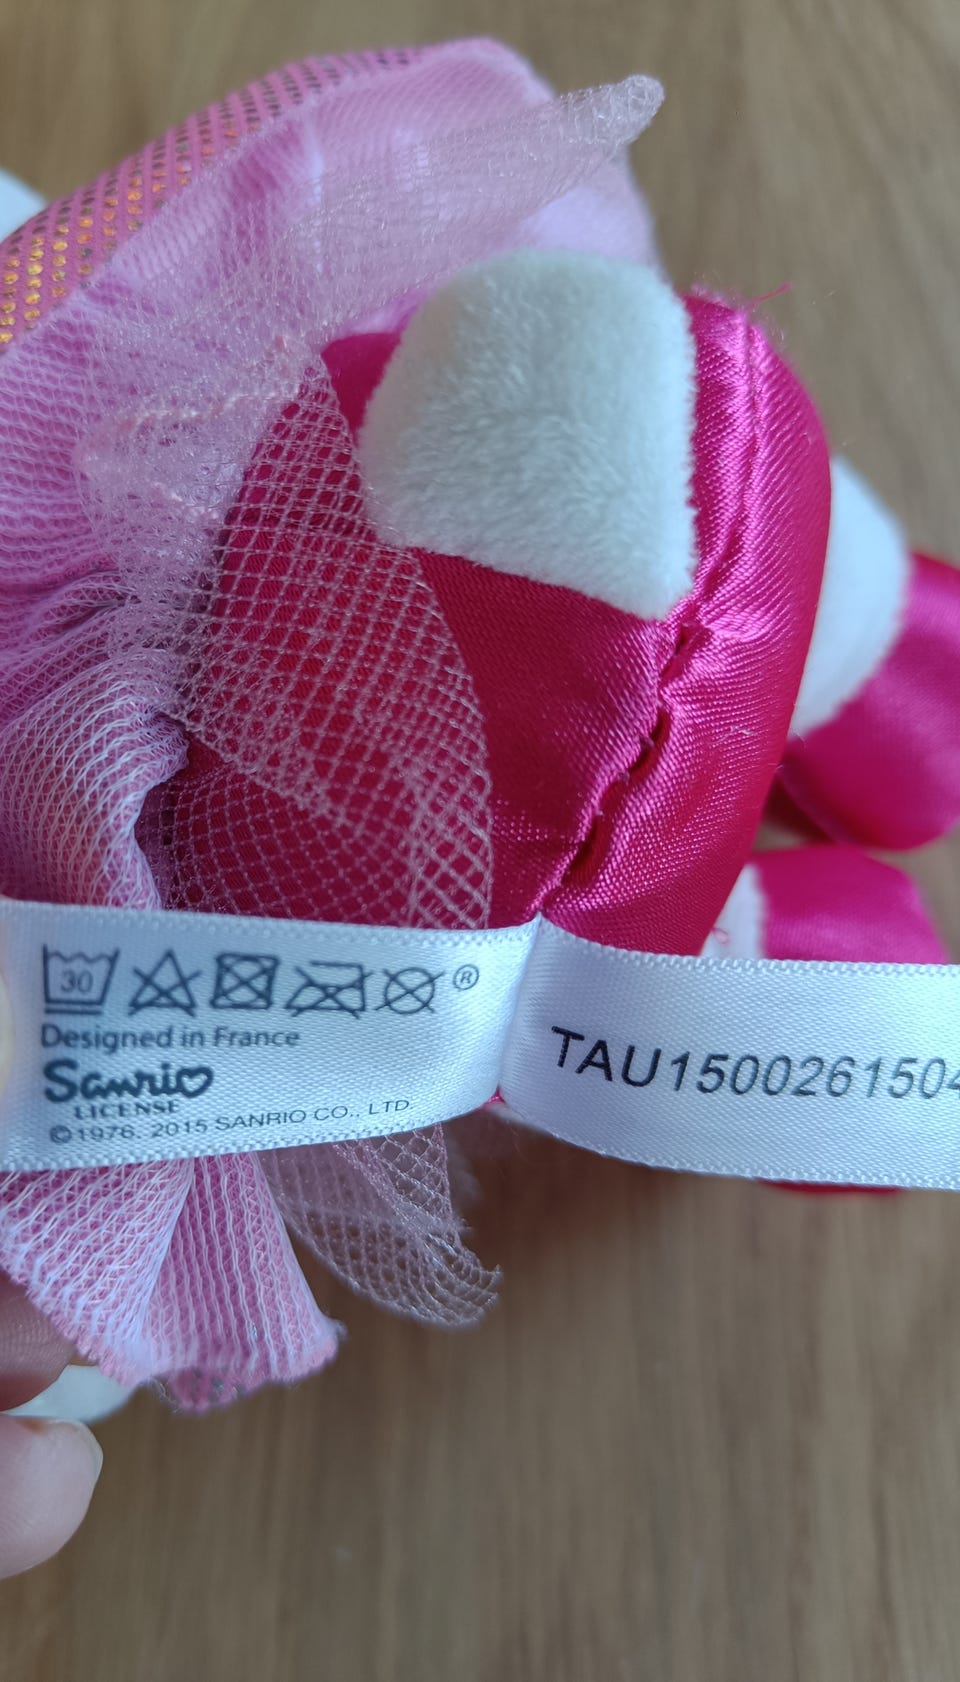 30
®
Designed in France
Sanrio
LICENSE
©1976, 2015 SANRIO CO., LTD.
TAU1500261504